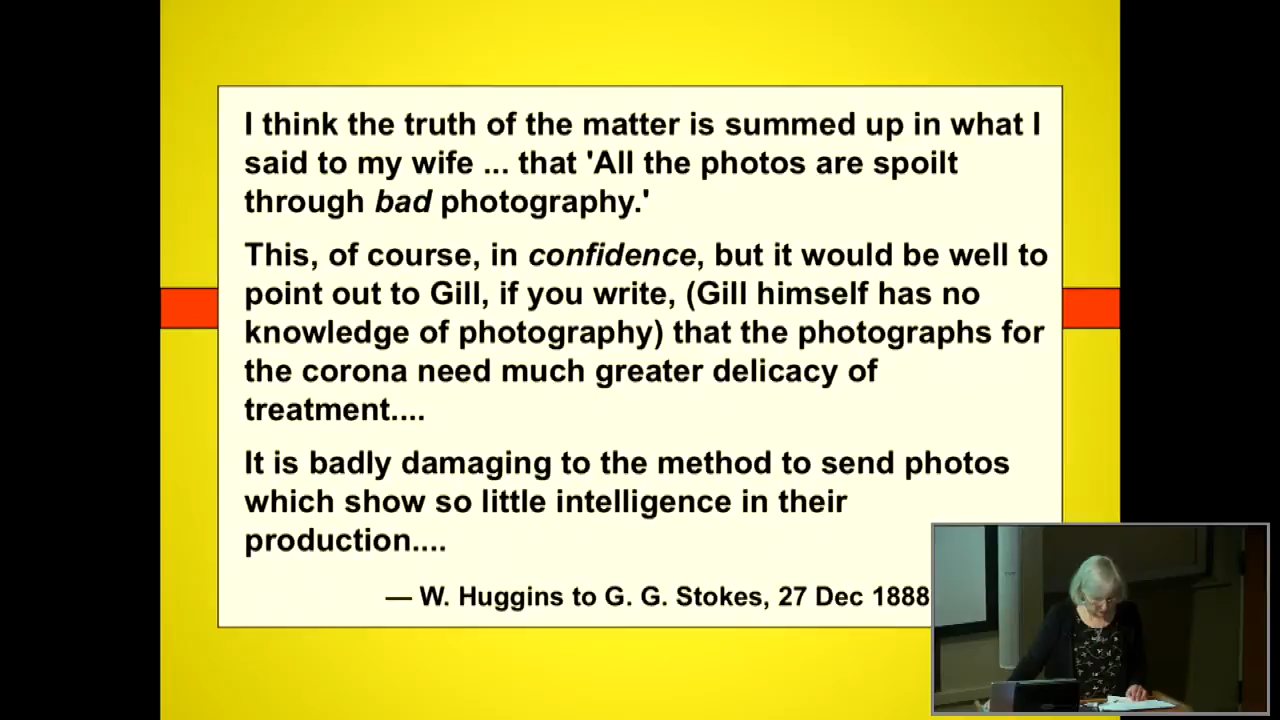 I think the truth of the matter is summed up in what I
said to my wife ... that 'All the photos are spoilt
through bad photography.'
This, of course, in confidence, but it would be well to
point out to Gill, if you write, (Gill himself has no
knowledge of photography) that the photographs for
the corona need much greater delicacy of
treatment....
It is badly damaging to the method to send photos
which show so little intelligence in their
production....
— W. Huggins to G. G. Stokes, 27 Dec 1888